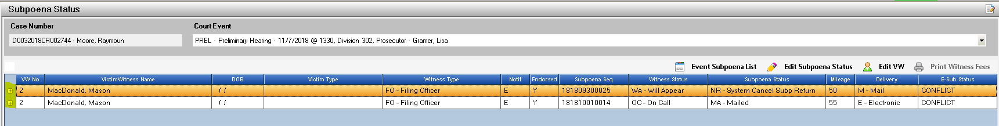 Subpoena Status
Case Number Court Event
D0032018CR002744 - Moore, Raymoun PREL - Preliminary Hearing - 11/7/2018 @ 1330, Division 302, Prosecutor - Gramer, Lisa
Event Subpoena List Edit Subpoena Status Edit VW Print Witness Fees
VW No VictimWitness Name DOB Victim Type Witness Type Notif Endorsed Subpoena Seq Witness Status Subpoena Status Mileage Delivery E-Sub Status
2 MacDonald, Mason / / FO - Filing Officer E Y 181809300025 WA - Will Appear NR - System Cancel Subp Return 50 M - Mail CONFLICT
2 MacDonald, Mason / / FO - Filing Officer E Y 181810010014 OC - On Call MA - Mailed 55 E - Electronic CONFLICT